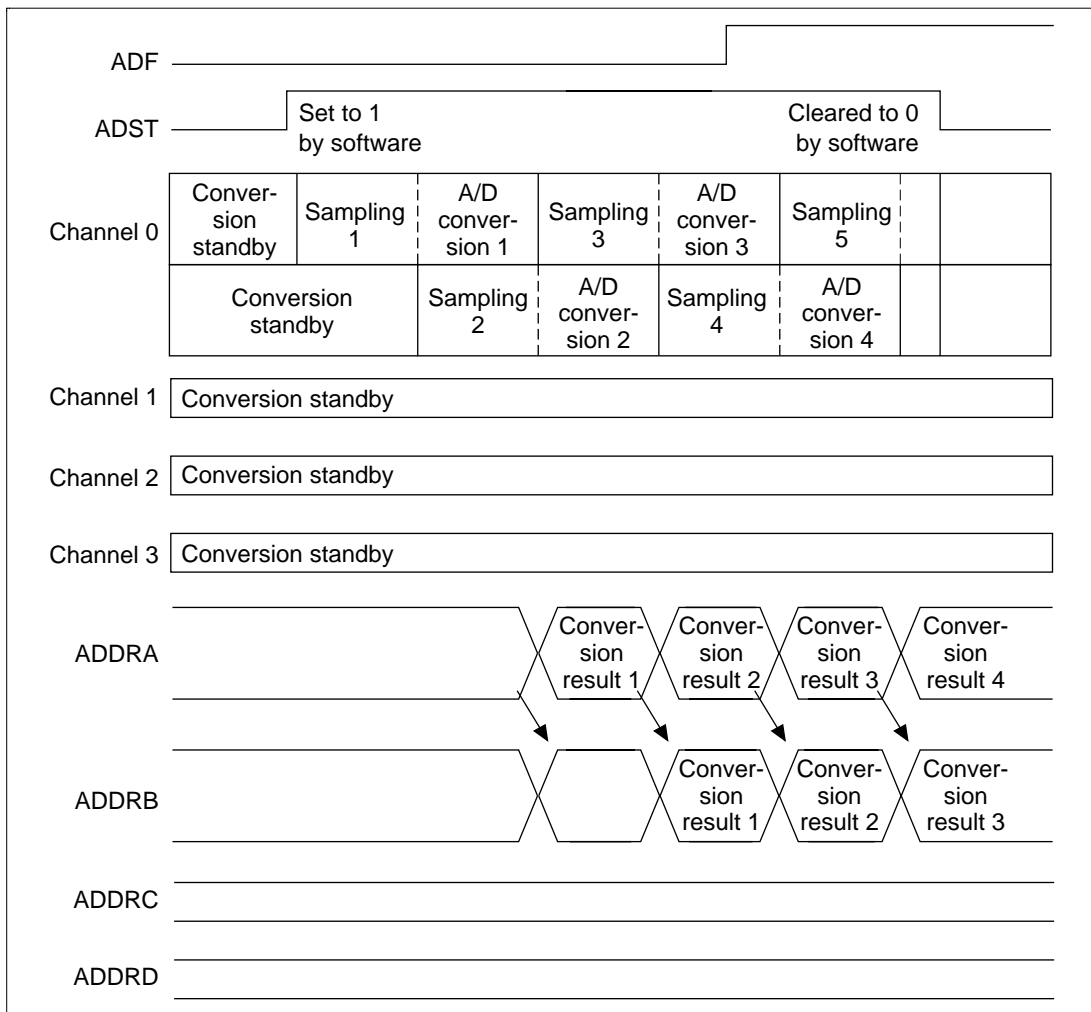 ADF
ADST
Set to 1
by software
Cleared to 0
by software
Channel 0
Conver-
sion
standby
Sampling
1
A/D
conver-
sion 1
Sampling
3
A/D
conver-
sion 3
Sampling
5
Conversion
standby
Sampling
2
A/D
conver-
sion 2
Sampling
4
A/D
conver-
sion 4
Channel 1
Conversion standby
Channel 2
Conversion standby
Channel 3
Conversion standby
ADDRA
Conver-
sion
result 1
Conver-
sion
result 2
Conver-
sion
result 3
Conver-
sion
result 4
ADDRB
Conver-
sion
result 1
Conver-
sion
result 2
Conver-
sion
result 3
ADDRC
ADDRD